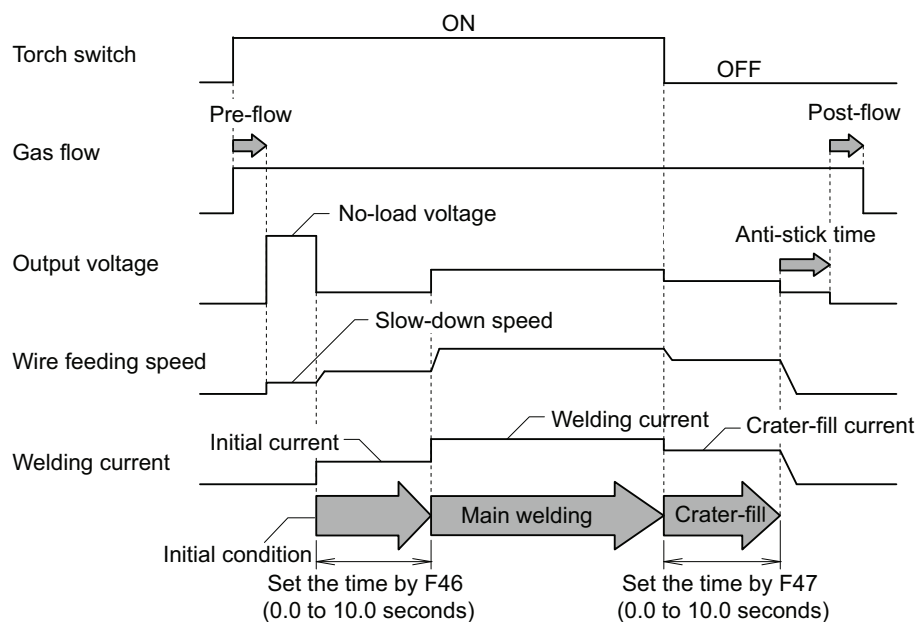 ON
Torch switch
OFF
Pre-flow
Post-flow
Gas flow
No-load voltage
Anti-stick time
Output voltage
Slow-down speed
Wire feeding speed
Welding current
Initial current
Crater-fill current
Welding current
Main welding
Crater-fill
Initial condition
Set the time by F46
(0.0 to 10.0 seconds)
Set the time by F47
(0.0 to 10.0 seconds)